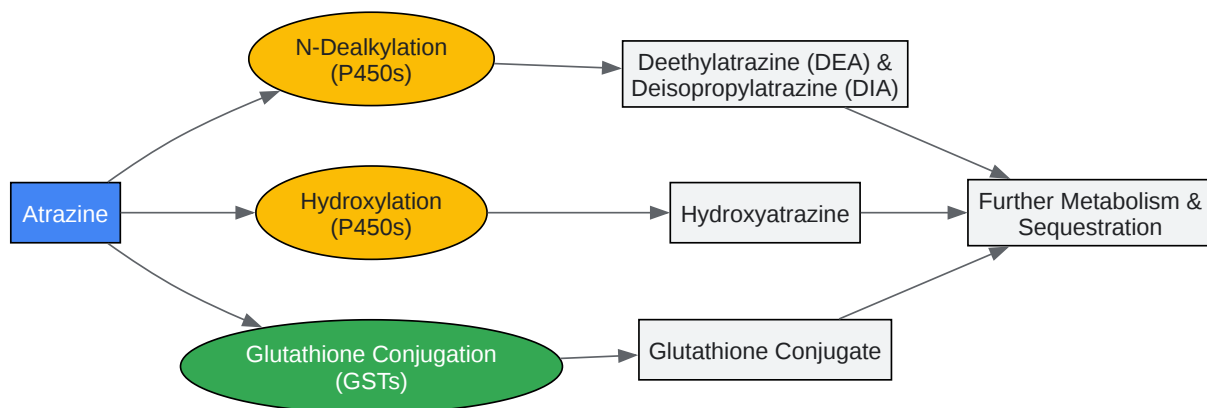 N-Dealkylation
(P450s)
Deethylatrazine (DEA) &
Deisopropylatrazine (DIA)
Atrazine
Hydroxylation
(P450s)
Hydroxyatrazine
Further Metabolism &
Sequestration
Glutathione Conjugation
(GSTs)
Glutathione Conjugate